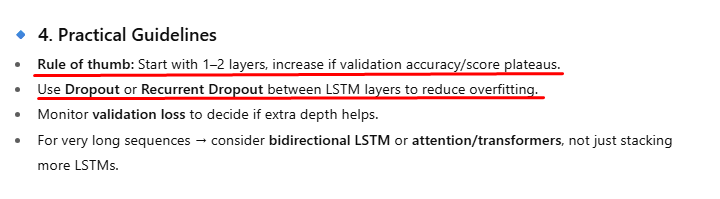 4. Practical Guidelines
Rule of thumb: Start with 1–2 layers, increase if validation accuracy/score plateaus.
Use Dropout or Recurrent Dropout between LSTM layers to reduce overfitting.
Monitor validation loss to decide if extra depth helps.
For very long sequences → consider bidirectional LSTM or attention/transformers, not just stacking
more LSTMs.